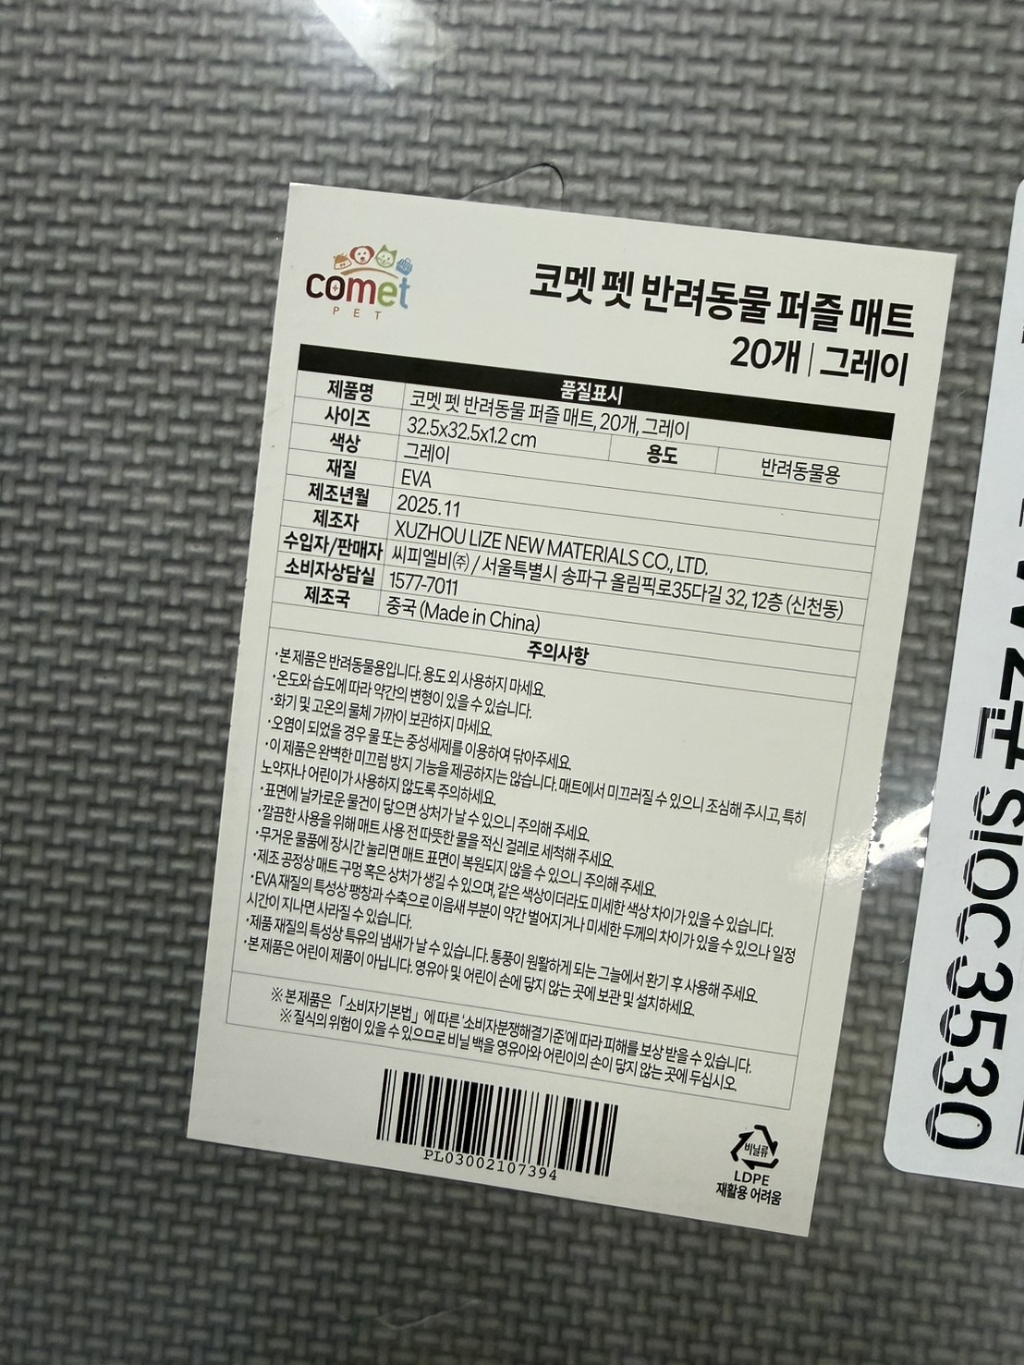 comet
PET
코멧 펫 반려동물 퍼즐 매트
20개 | 그레이
품질표시
제품명 코멧 펫 반려동물 퍼즐 매트, 20개, 그레이
사이즈 32.5x32.5x1.2 cm 용도 반려동물용
색상 그레이
재질 EVA
제조년월 2025.11
제조자 XUZHOU LIZE NEW MATERIALS CO., LTD.
수입자/판매자 씨피엘비㈜ / 서울특별시 송파구 올림픽로35다길 32, 12층 (신천동)
소비자상담실 1577-7011
제조국 중국 (Made in China)
주의사항
·본 제품은 반려동물용입니다. 용도 외 사용하지 마세요.
·온도와 습도에 따라 약간의 변형이 있을 수 있습니다.
·화기 및 고온의 물체 가까이 보관하지 마세요.
·오염이 되었을 경우 물 또는 중성세제를 이용하여 닦아주세요.
·이 제품은 완벽한 미끄럼 방지 기능을 제공하지는 않습니다. 매트에서 미끄러질 수 있으니 조심해 주시고, 특히
노약자나 어린이가 사용하지 않도록 주의하세요.
·표면에 날카로운 물건이 닿으면 상처가 날 수 있으니 주의해 주세요.
·깔끔한 사용을 위해 매트 사용 전 따뜻한 물을 적신 걸레로 세척해 주세요.
·무거운 물품에 장시간 눌리면 매트 표면이 복원되지 않을 수 있으니 주의해 주세요.
·제조 공정상 매트 구멍 혹은 상처가 생길 수 있으며, 같은 색상이더라도 미세한 색상 차이가 있을 수 있습니다.
·EVA 재질의 특성상 팽창과 수축으로 이음새 부분이 약간 벌어지거나 미세한 두께의 차이가 있을 수 있으나 일정
시간이 지나면 사라질 수 있습니다.
·제품 재질의 특성상 특유의 냄새가 날 수 있습니다. 통풍이 원활하게 되는 그늘에서 환기 후 사용해 주세요.
·본 제품은 어린이 제품이 아닙니다. 영유아 및 어린이 손에 닿지 않는 곳에 보관 및 설치하세요.
※ 본 제품은 「소비자기본법」에 따른 '소비자분쟁해결기준'에 따라 피해를 보상 받을 수 있습니다.
※ 질식의 위험이 있을 수 있으므로 비닐 백을 영유아와 어린이의 손이 닿지 않는 곳에 두십시오.
PL03002107394
비닐류
LDPE
재활용 어려움
SIOC3530